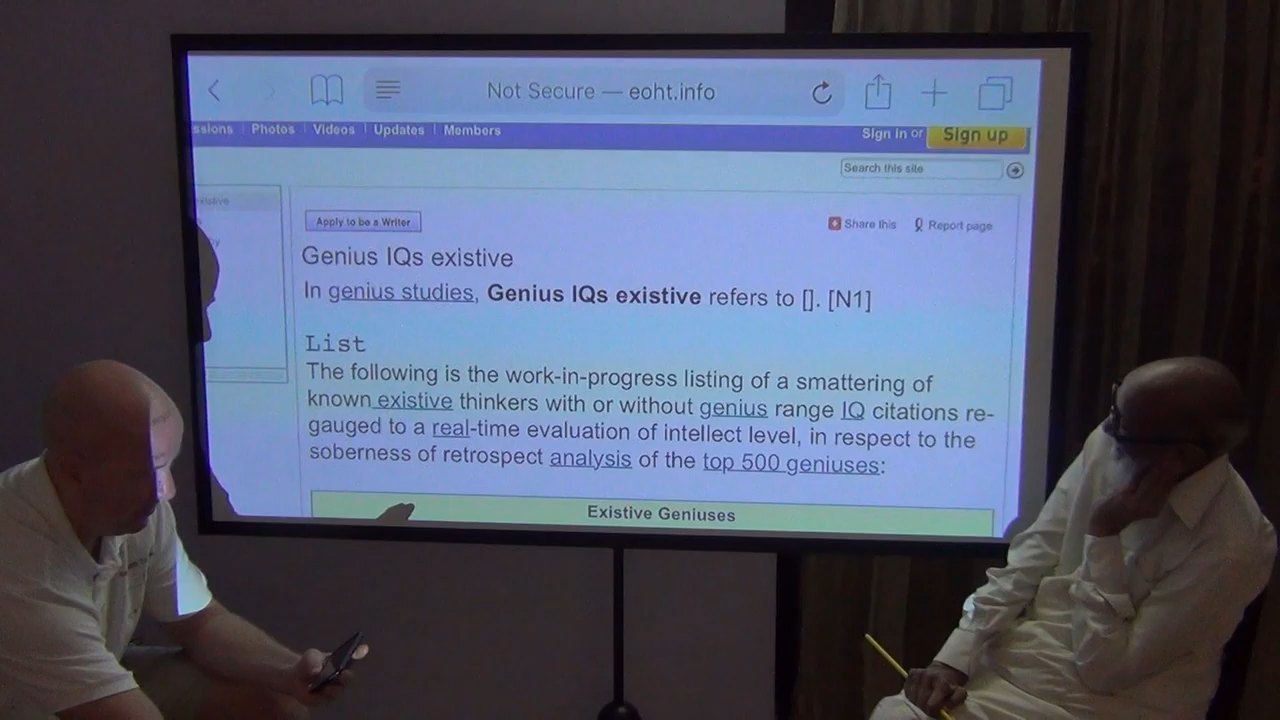 Not Secure — eoht.info
ssions Photos Videos Updates Members Sign in or Sign up
Search this site
Apply to be a Writer Share this Report page
Genius IQs existive
In genius studies, Genius IQs existive refers to []. [N1]
List
The following is the work-in-progress listing of a smattering of
known existive thinkers with or without genius range IQ citations re-
gauged to a real-time evaluation of intellect level, in respect to the
soberness of retrospect analysis of the top 500 geniuses:
Existive Geniuses